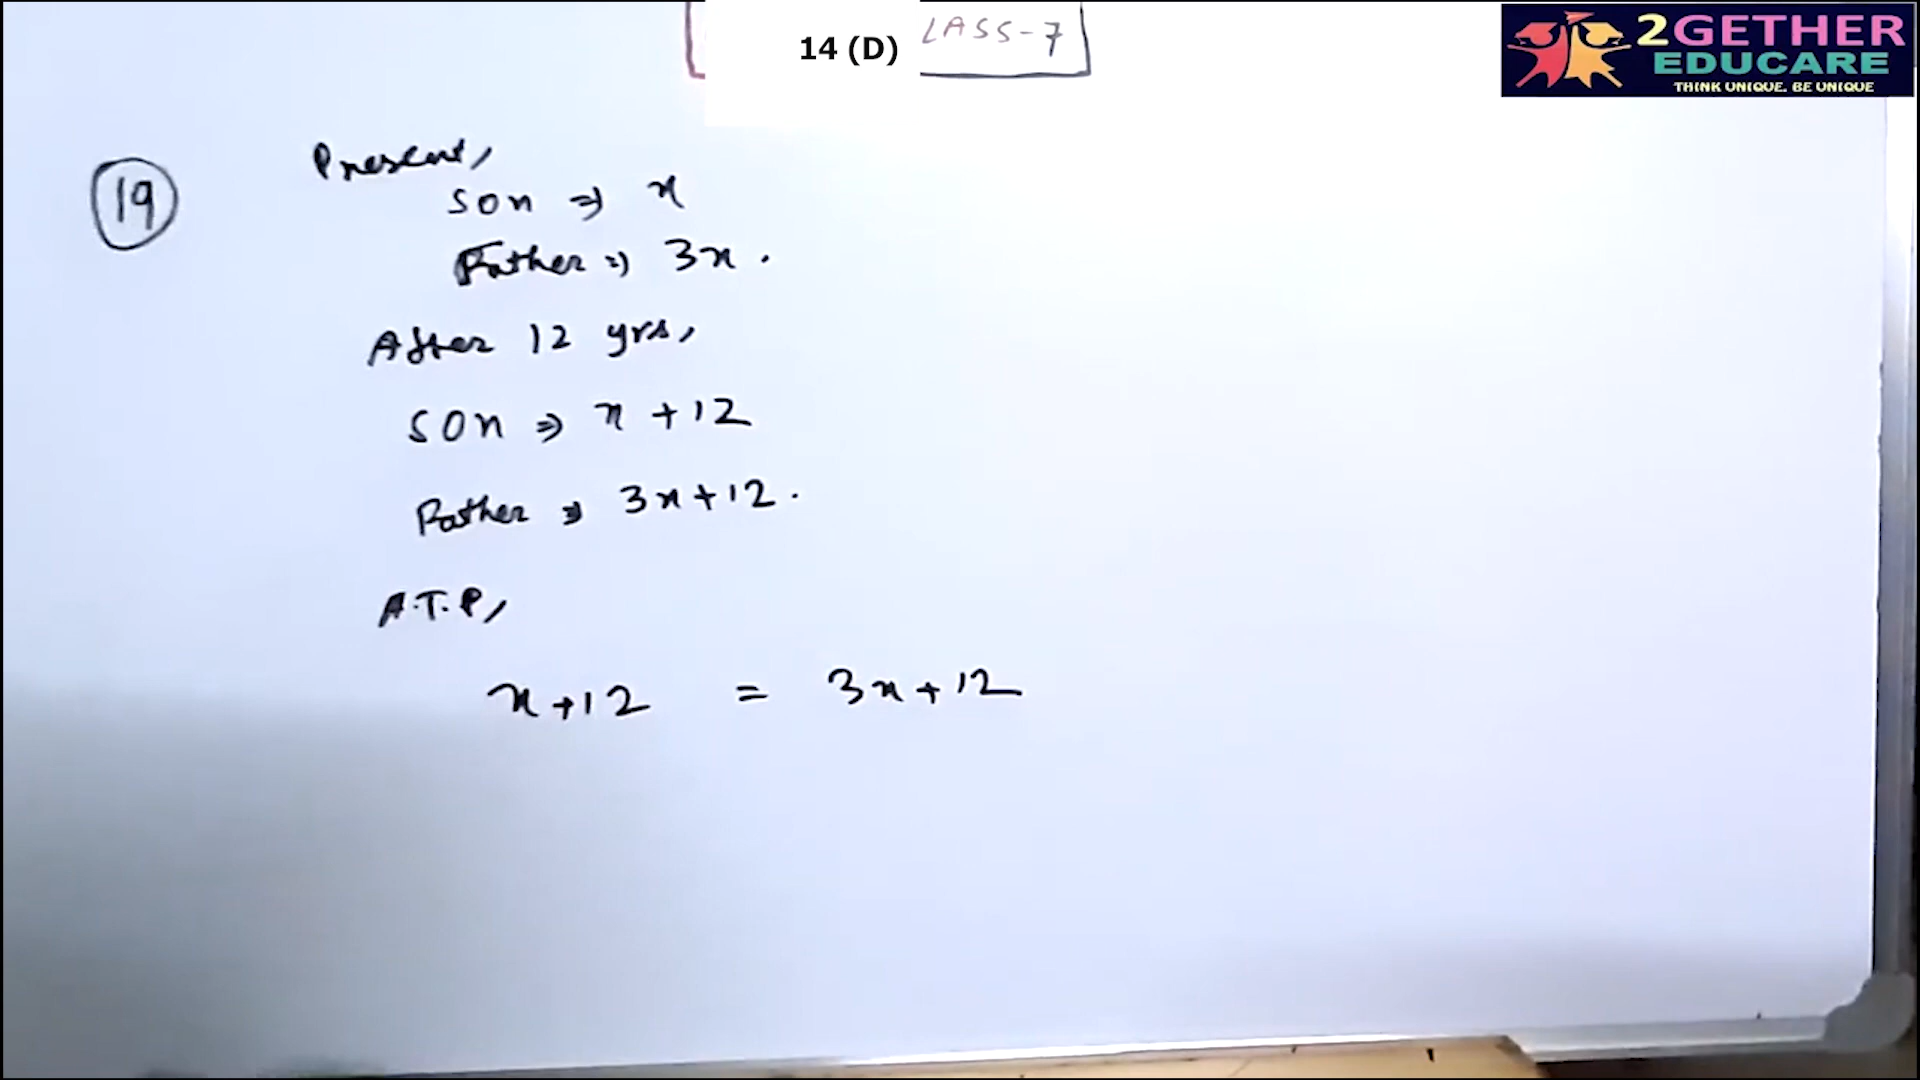 14 (D) LASS-7
2GETHER
EDUCARE
THINK UNIQUE. BE UNIQUE
19
Present,
Son ⇒ x
Father ⇒ 3x.
After 12 yrs,
Son ⇒ x + 12
Father ⇒ 3x + 12.
A.T.P,
x + 12 = 3x + 12